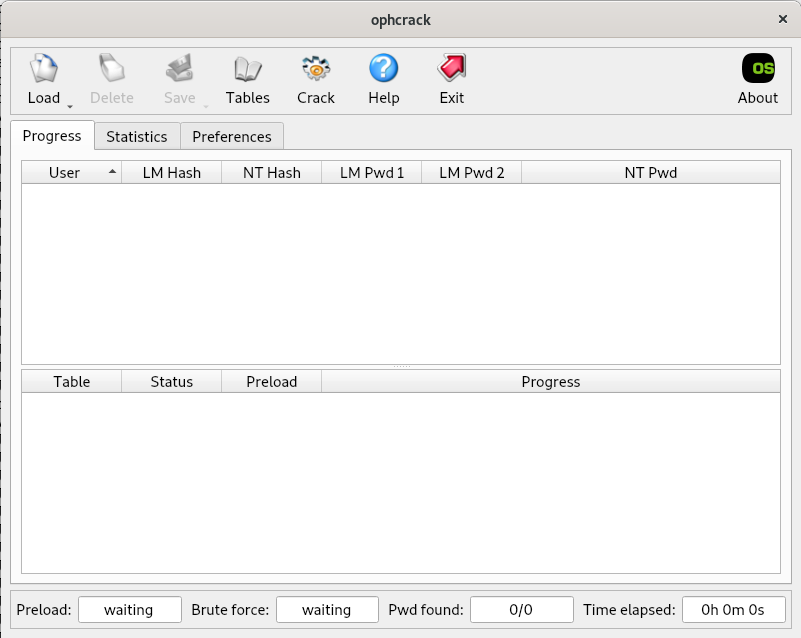 ophcrack ×
OS
Load Delete Save Tables Crack ? Help Exit About
Progress Statistics Preferences
User LM Hash NT Hash LM Pwd 1 LM Pwd 2 NT Pwd
Table Status Preload Progress
Preload: waiting Brute force: waiting Pwd found: 0/0 Time elapsed: 0h 0m 0s